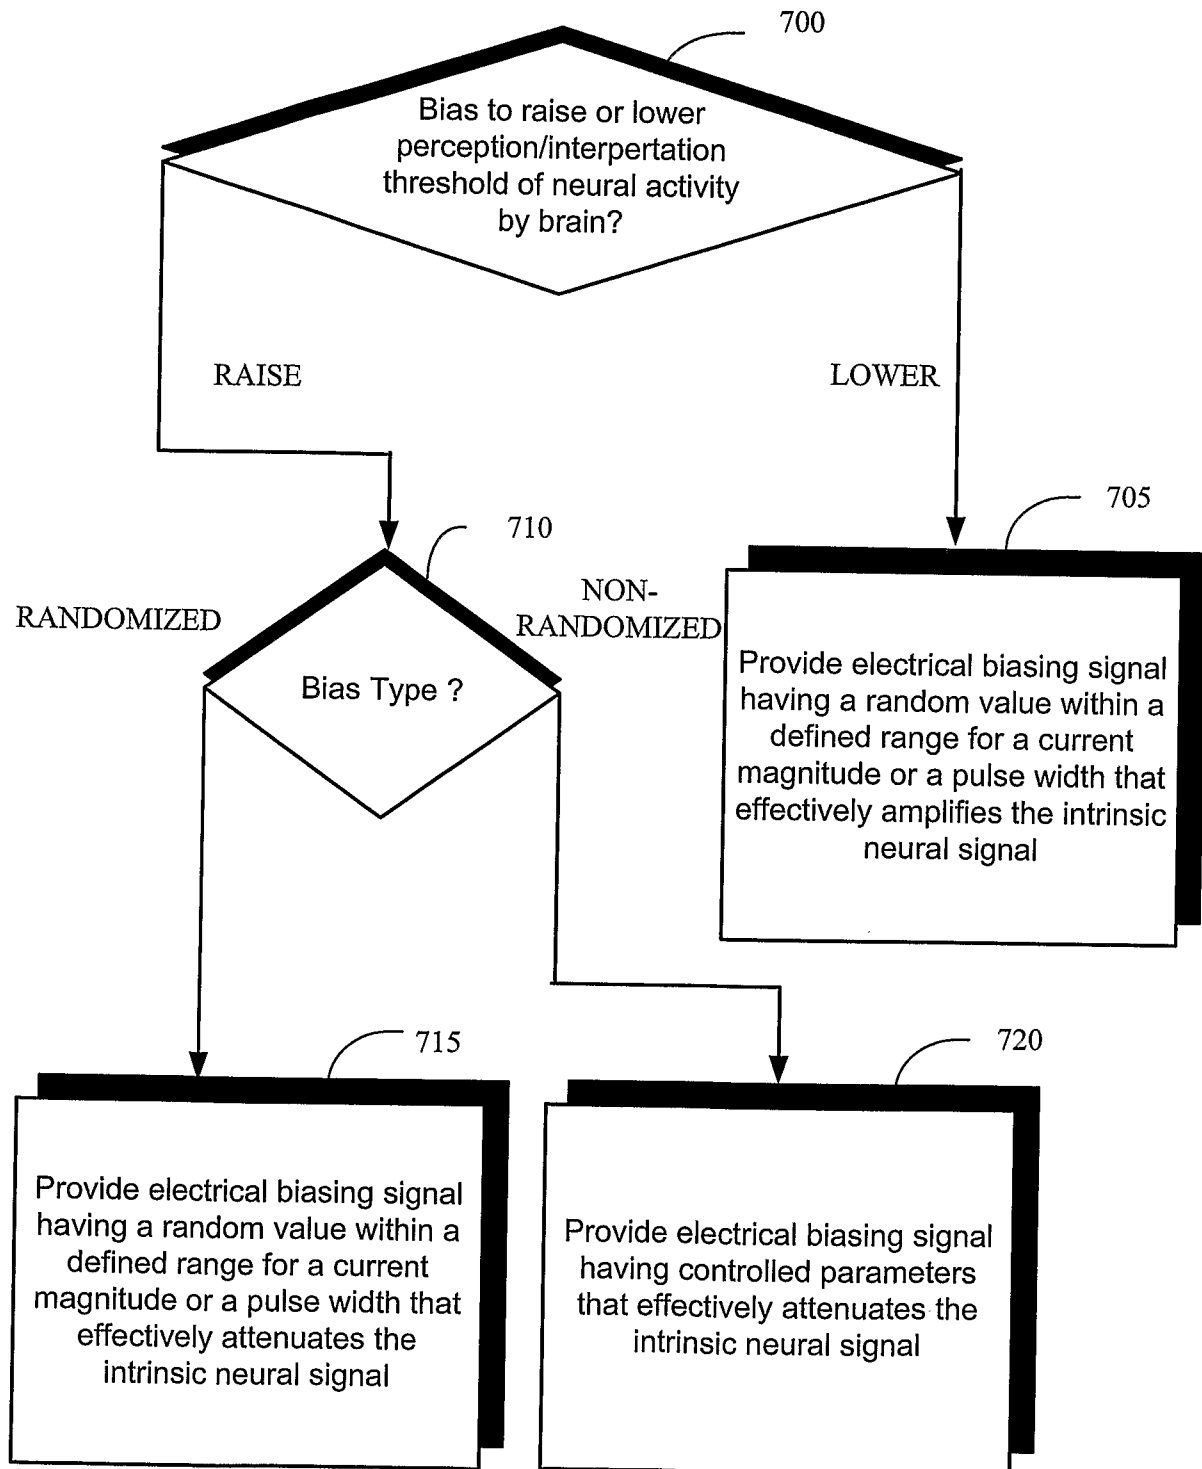 700
Bias to raise or lower
perception/interpertation
threshold of neural activity
by brain?
RAISE
LOWER
705
710
RANDOMIZED
NON-
RANDOMIZED
Bias Type ?
Provide electrical biasing signal
having a random value within a
defined range for a current
magnitude or a pulse width that
effectively amplifies the intrinsic
neural signal
715
720
Provide electrical biasing signal
having a random value within a
defined range for a current
magnitude or a pulse width that
effectively attenuates the
intrinsic neural signal
Provide electrical biasing signal
having controlled parameters
that effectively attenuates the
intrinsic neural signal